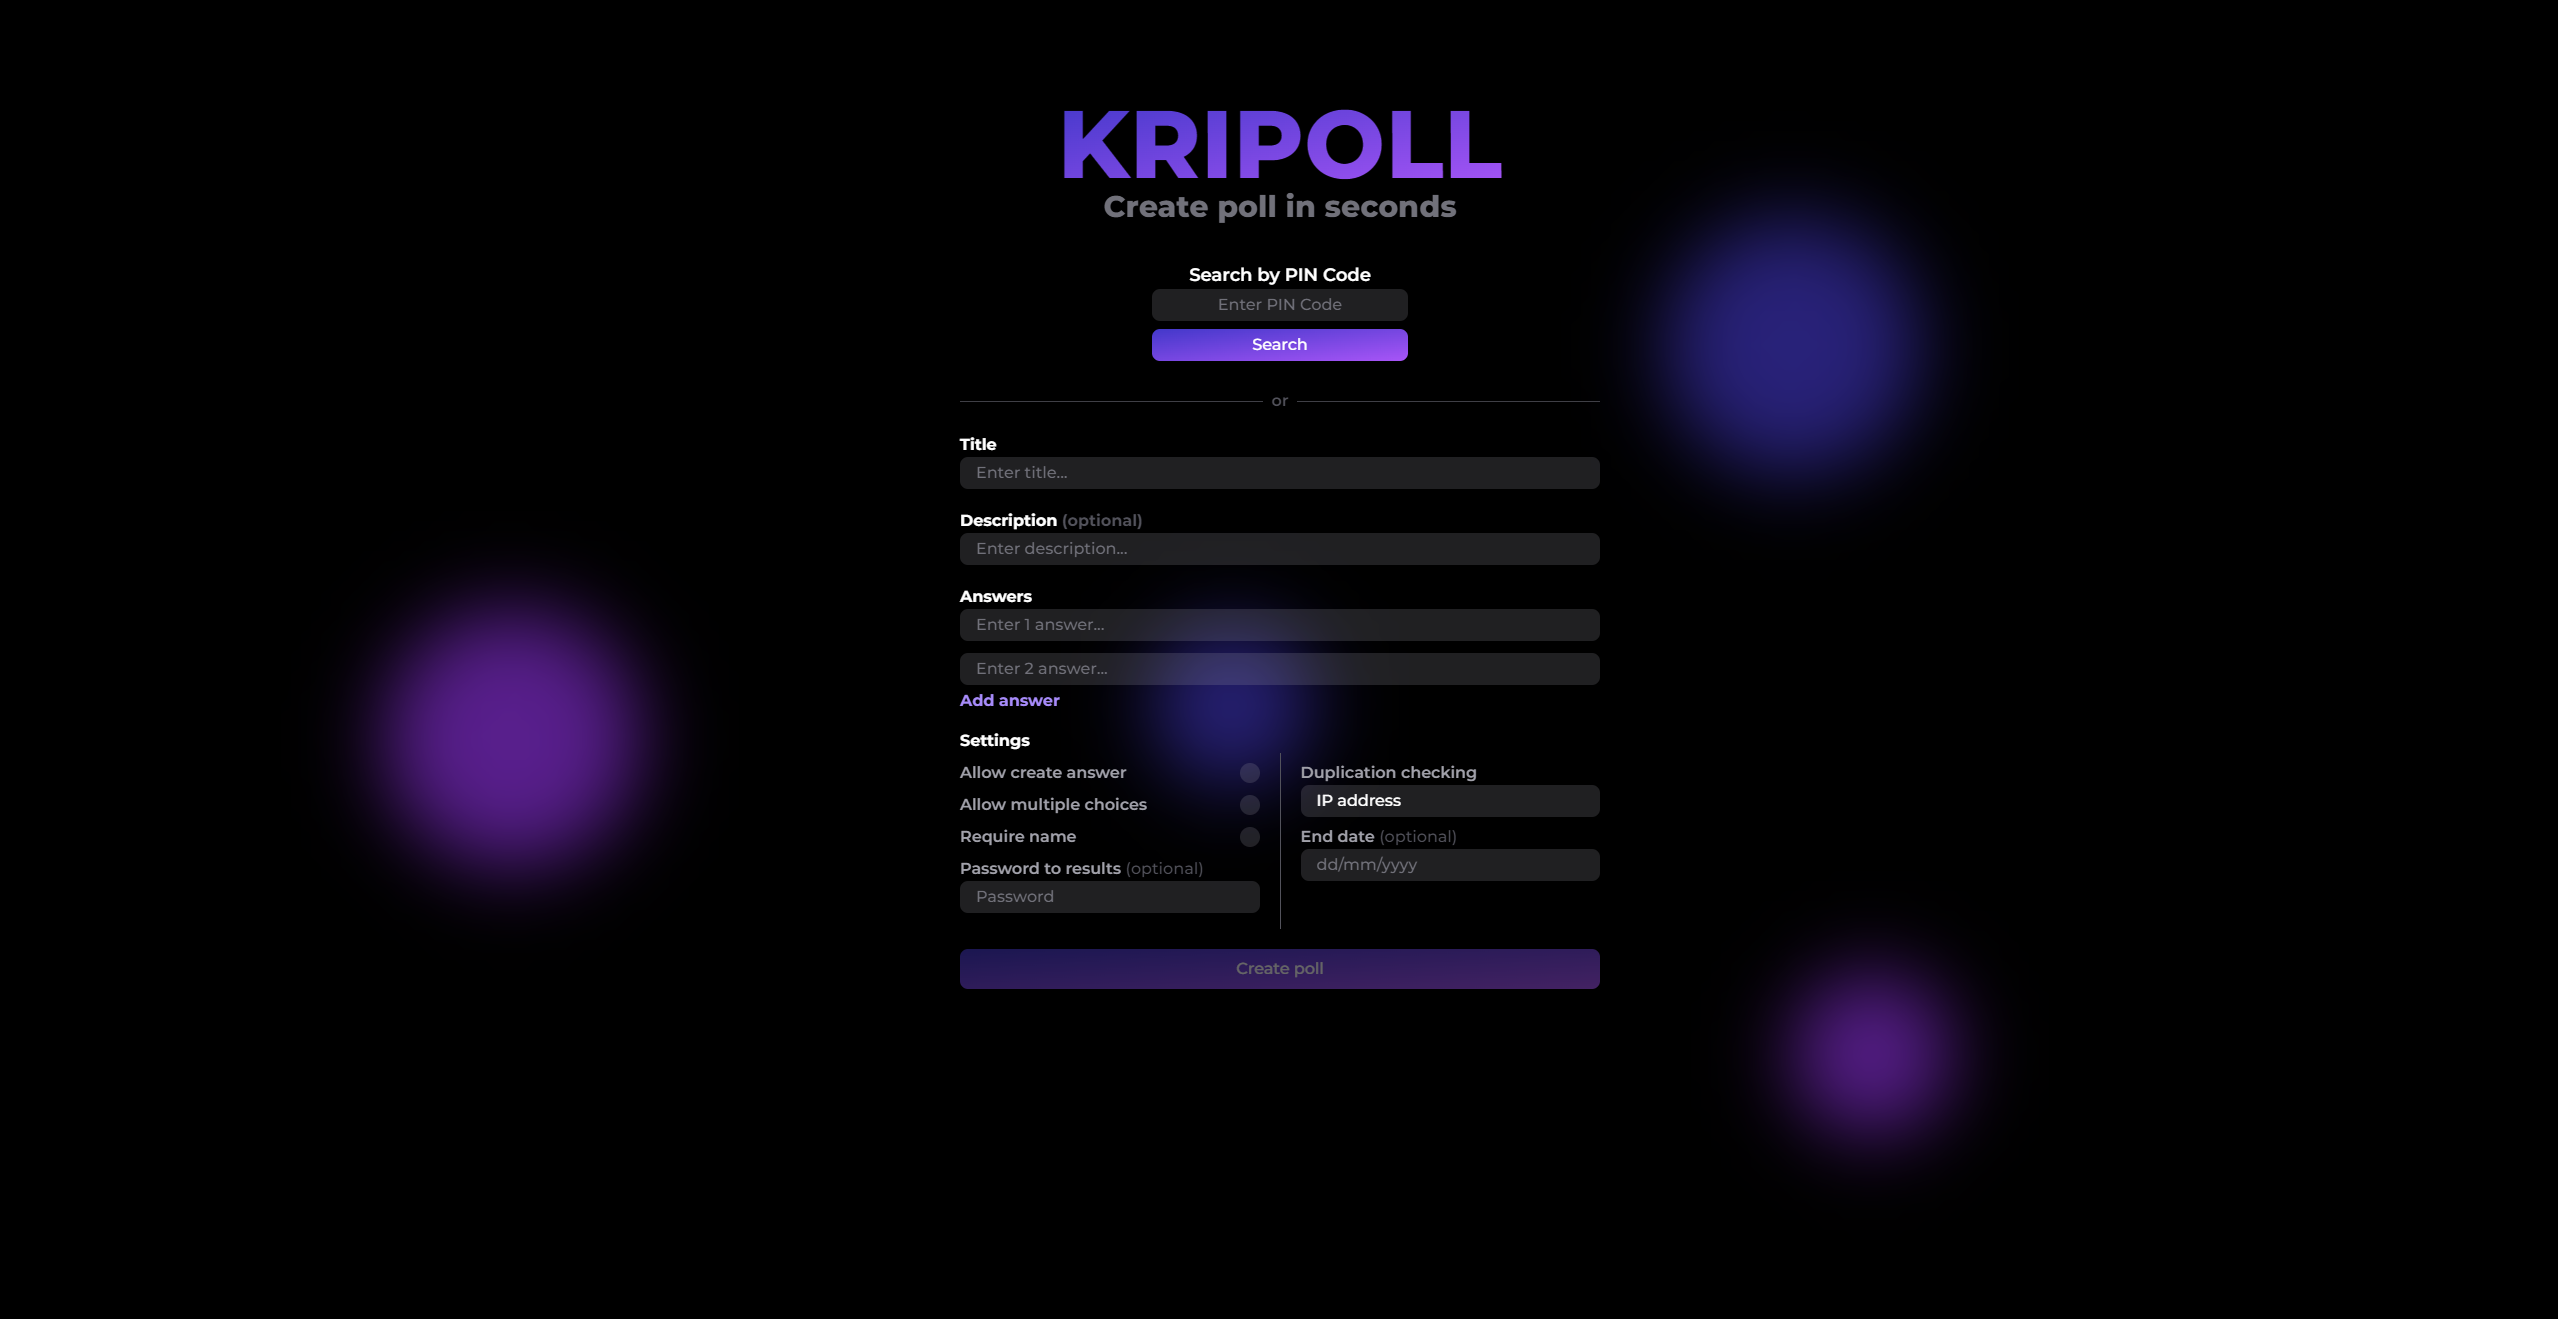 KRIPOLL
Create poll in seconds
Search by PIN Code
Enter PIN Code
Search
or
Title
Enter title...
Description (optional)
Enter description...
Answers
Enter 1 answer...
Enter 2 answer...
Add answer
Settings
Allow create answer
Allow multiple choices
Require name
Password to results (optional)
Password
Duplication checking
IP address
End date (optional)
dd/mm/yyyy
Create poll